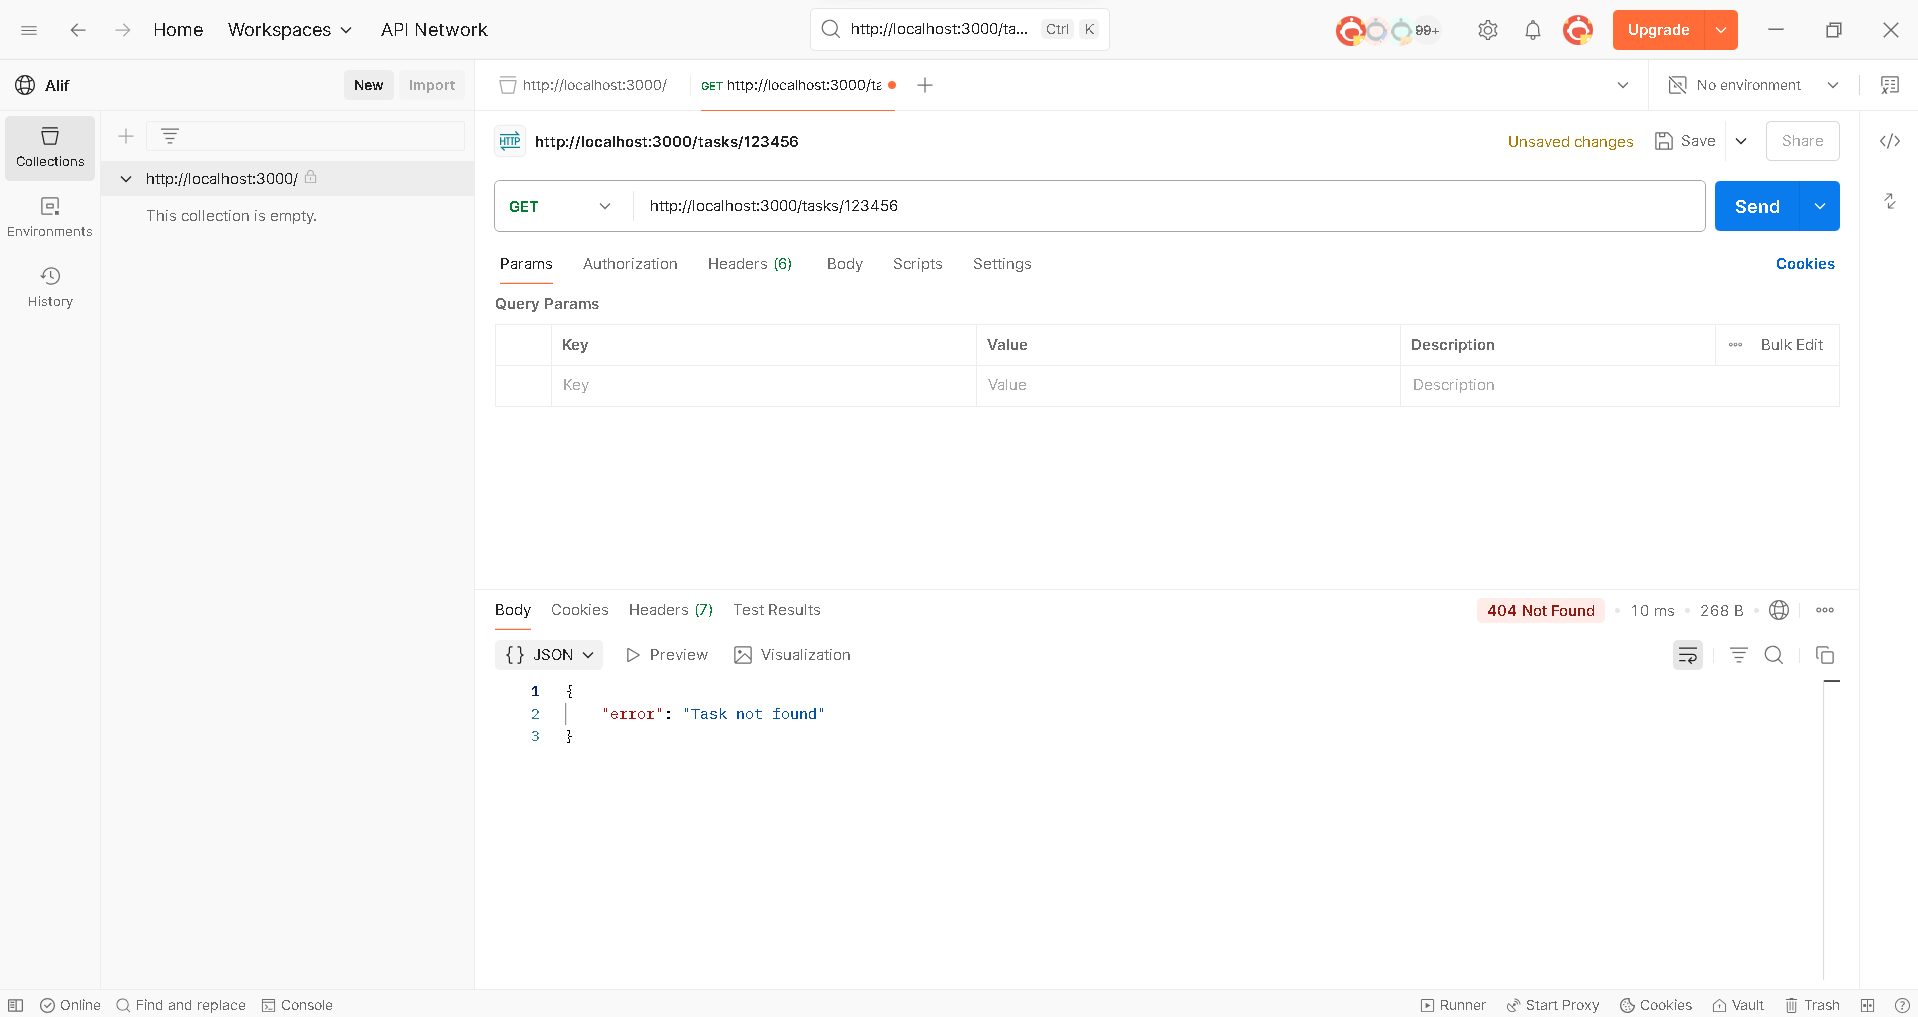 Home Workspaces API Network http://localhost:3000/ta... Ctrl K 99+ Upgrade
Alif New Import http://localhost:3000/ GET http://localhost:3000/ta No environment
Collections
Environments
History
http://localhost:3000/
This collection is empty.
HTTP http://localhost:3000/tasks/123456 Unsaved changes Save Share
GET http://localhost:3000/tasks/123456 Send
Params Authorization Headers (6) Body Scripts Settings Cookies
Query Params
Key Value Description Bulk Edit
Key Value Description
Body Cookies Headers (7) Test Results 404 Not Found 10 ms 268 B
{} JSON Preview Visualization
1 {
2 "error": "Task not found"
3 }
Online Find and replace Console Runner Start Proxy Cookies Vault Trash